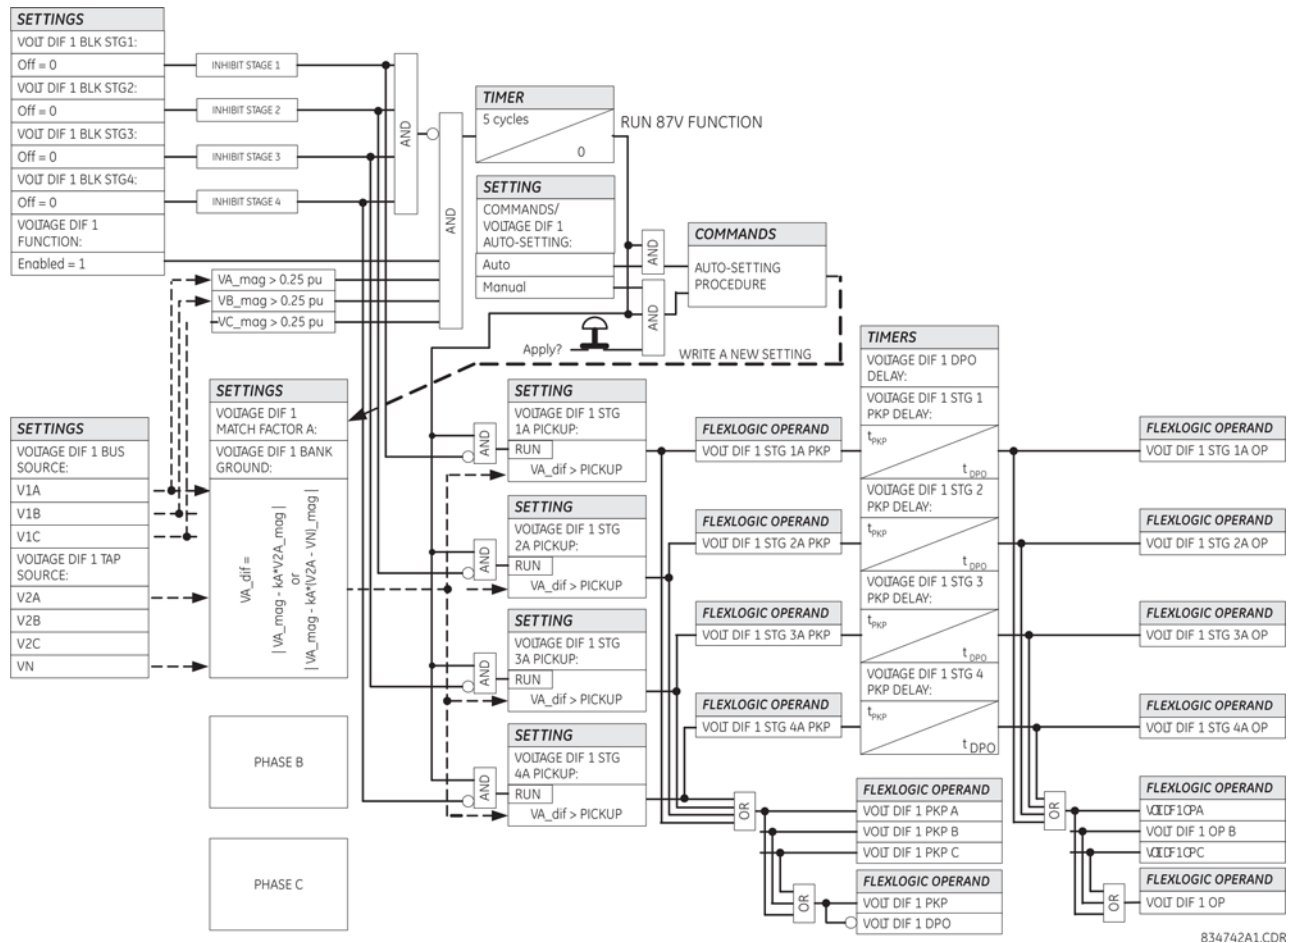 SETTINGS
VOLT DIF 1 BLK STG1:
Off = 0
VOLT DIF 1 BLK STG2:
Off = 0
VOLT DIF 1 BLK STG3:
Off = 0
VOLT DIF 1 BLK STG4:
Off = 0
VOLTAGE DIF 1
FUNCTION:
Enabled = 1
INHIBIT STAGE 1
INHIBIT STAGE 2
INHIBIT STAGE 3
INHIBIT STAGE 4
AND
AND
VA_mag > 0.25 pu
VB_mag > 0.25 pu
VC_mag > 0.25 pu
TIMER
5 cycles
0
RUN 87V FUNCTION
SETTING
COMMANDS/
VOLTAGE DIF 1
AUTO-SETTING:
Auto
Manual
AND
AND
Apply?
COMMANDS
AUTO-SETTING
PROCEDURE
WRITE A NEW SETTING
SETTINGS
VOLTAGE DIF 1 BUS
SOURCE:
V1A
V1B
V1C
VOLTAGE DIF 1 TAP
SOURCE:
V2A
V2B
V2C
VN
SETTINGS
VOLTAGE DIF 1
MATCH FACTOR A:
VOLTAGE DIF 1 BANK
GROUND:
VA_dif =
| VA_mag - kA*V2A_mag |
or
| VA_mag - kA*(V2A - VN)_mag |
PHASE B
PHASE C
AND
SETTING
VOLTAGE DIF 1 STG
1A PICKUP:
RUN
VA_dif > PICKUP
AND
SETTING
VOLTAGE DIF 1 STG
2A PICKUP:
RUN
VA_dif > PICKUP
AND
SETTING
VOLTAGE DIF 1 STG
3A PICKUP:
RUN
VA_dif > PICKUP
AND
SETTING
VOLTAGE DIF 1 STG
4A PICKUP:
RUN
VA_dif > PICKUP
FLEXLOGIC OPERAND
VOLT DIF 1 STG 1A PKP
FLEXLOGIC OPERAND
VOLT DIF 1 STG 2A PKP
FLEXLOGIC OPERAND
VOLT DIF 1 STG 3A PKP
FLEXLOGIC OPERAND
VOLT DIF 1 STG 4A PKP
TIMERS
VOLTAGE DIF 1 DPO
DELAY:
VOLTAGE DIF 1 STG 1
PKP DELAY:
tPKP
tDPO
VOLTAGE DIF 1 STG 2
PKP DELAY:
tPKP
tDPO
VOLTAGE DIF 1 STG 3
PKP DELAY:
tPKP
tDPO
VOLTAGE DIF 1 STG 4
PKP DELAY:
tPKP
tDPO
FLEXLOGIC OPERAND
VOLT DIF 1 STG 1A OP
FLEXLOGIC OPERAND
VOLT DIF 1 STG 2A OP
FLEXLOGIC OPERAND
VOLT DIF 1 STG 3A OP
FLEXLOGIC OPERAND
VOLT DIF 1 STG 4A OP
OR
FLEXLOGIC OPERAND
VOLT DIF 1 PKP A
VOLT DIF 1 PKP B
VOLT DIF 1 PKP C
OR
FLEXLOGIC OPERAND
VOLT DIF 1 PKP
VOLT DIF 1 DPO
OR
FLEXLOGIC OPERAND
VOLT DIF 1 OP B
OR
FLEXLOGIC OPERAND
VOLT DIF 1 OP
834742A1.CDR